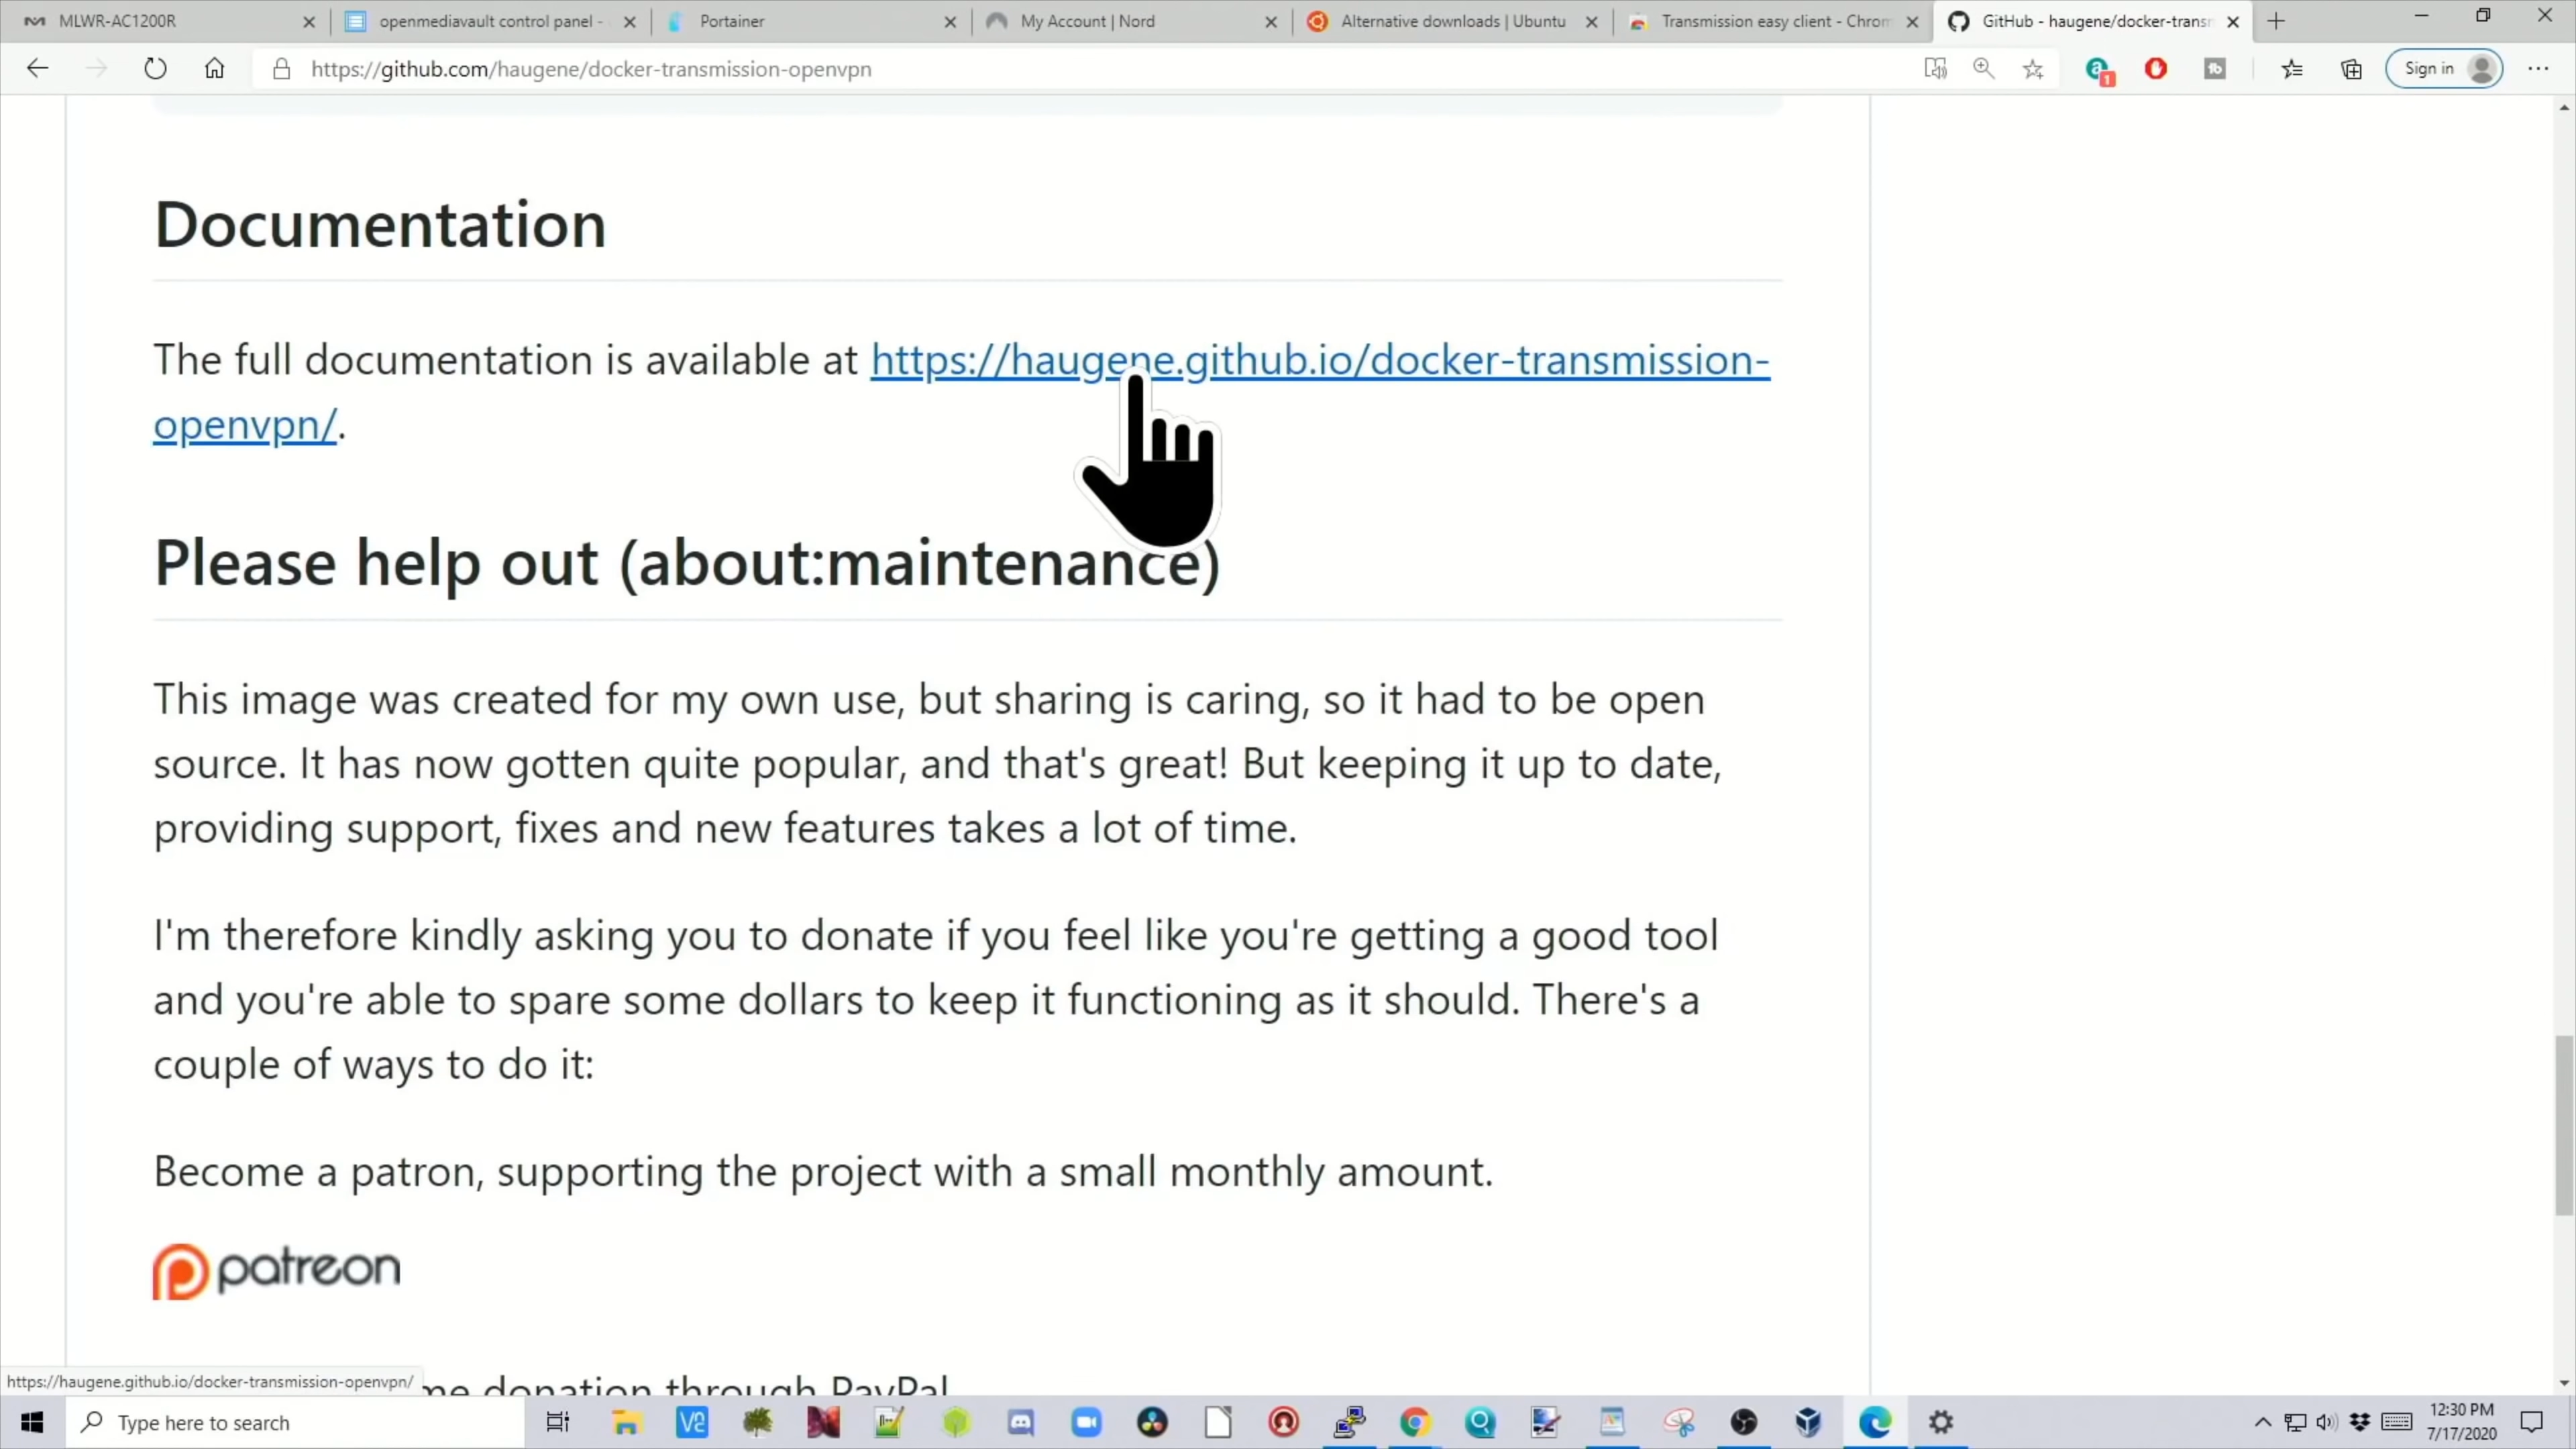 MLWR-AC1200R
openmediavault control panel -
Portainer
My Account | Nord
Alternative downloads | Ubuntu
Transmission easy client - Chrom
GitHub - haugene/docker-transm
https://github.com/haugene/docker-transmission-openvpn
1
Sign in
Documentation
The full documentation is available at https://haugene.github.io/docker-transmission-
openvpn/.
Please help out (about:maintenance)
This image was created for my own use, but sharing is caring, so it had to be open
source. It has now gotten quite popular, and that's great! But keeping it up to date,
providing support, fixes and new features takes a lot of time.
I'm therefore kindly asking you to donate if you feel like you're getting a good tool
and you're able to spare some dollars to keep it functioning as it should. There's a
couple of ways to do it:
Become a patron, supporting the project with a small monthly amount.
patreon
https://haugene.github.io/docker-transmission-openvpn/
me donation through PayPal
Type here to search
12:30 PM
7/17/2020